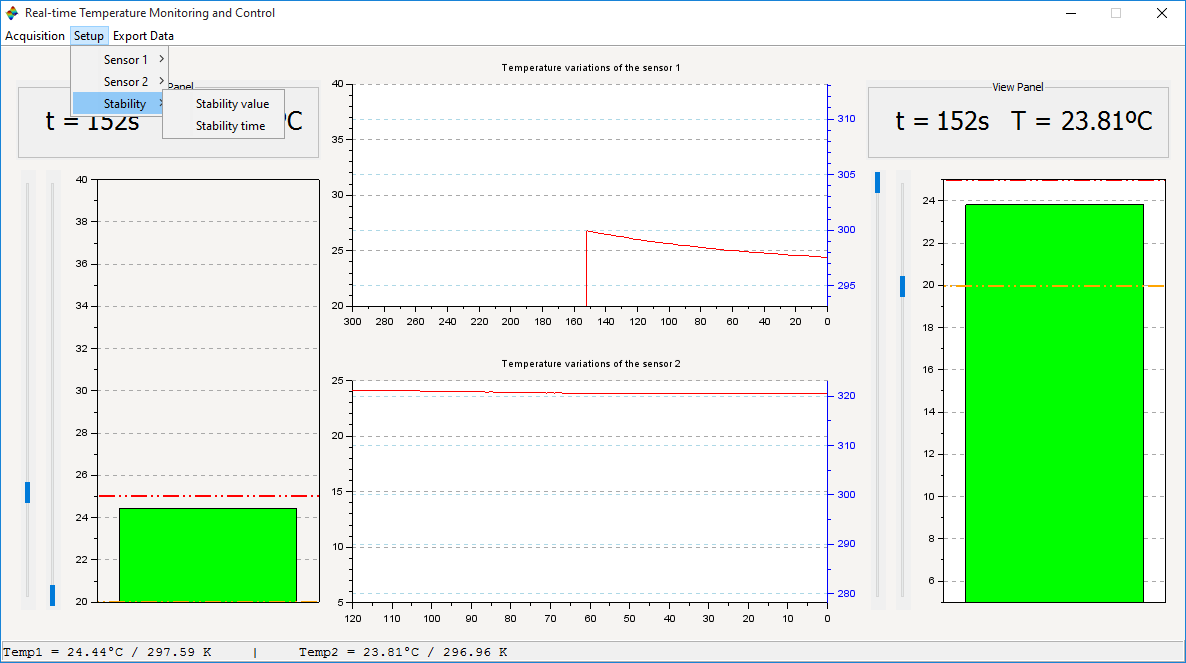 Real-time Temperature Monitoring and Control
Acquisition Setup Export Data
Sensor 1
Sensor 2
Stability
Stability value
Stability time
Panel
t = 152s ºC
40
38
36
34
32
30
28
26
24
22
20
Temperature variations of the sensor 1
40
35
30
25
20
310
305
300
295
300 280 260 240 220 200 180 160 140 120 100 80 60 40 20 0
Temperature variations of the sensor 2
25
20
15
10
5
320
310
300
290
280
120 110 100 90 80 70 60 50 40 30 20 10 0
View Panel
t = 152s T = 23.81ºC
24
22
20
18
16
14
12
10
8
6
Temp1 = 24.44°C / 297.59 K | Temp2 = 23.81°C / 296.96 K